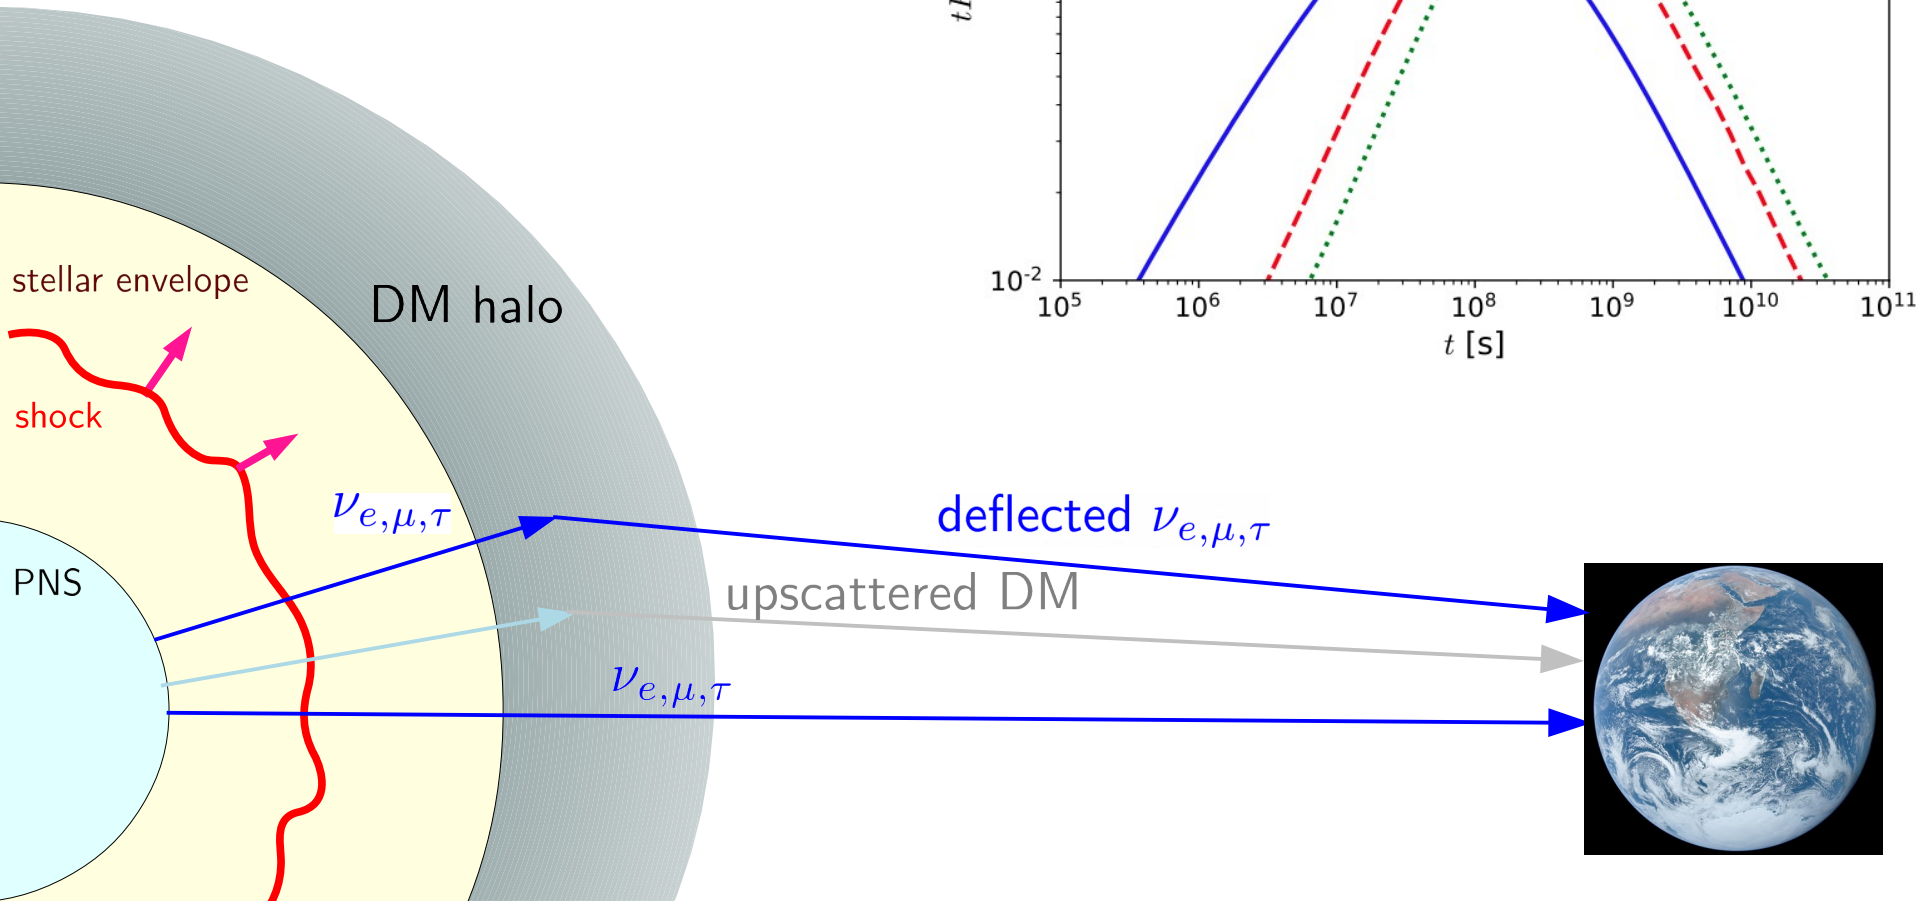 stellar envelope
DM halo
shock
PNS
ν_{e,μ,τ}
deflected ν_{e,μ,τ}
upscattered DM
ν_{e,μ,τ}
10^{-2}
10^5 10^6 10^7 10^8 10^9 10^{10} 10^{11}
t [s]